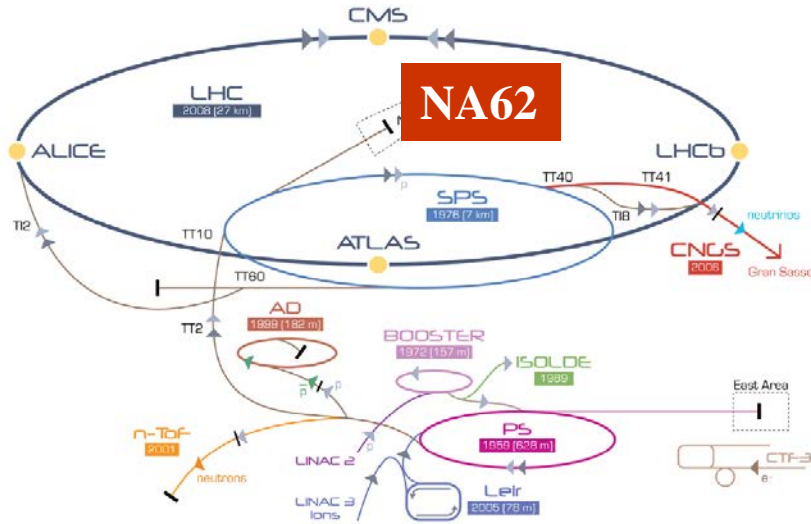 CMS
LHC
2008 (27 km)
N
NA62
ALICE
LHCb
TT40
TT41
SPS
1976 (7 km)
TI8
TI2
TT10
ATLAS
neutrinos
CNGS
2006
Gran Sasso
TT60
AD
1999 (182 m)
TT2
BOOSTER
1972 (157 m)
ISOLDE
1989
East Area
p
p
p
p
n-ToF
2001
PS
1959 (628 m)
LINAC 2
neutrons
CTF3
e-
LINAC 3
Ions
Leir
2005 (78 m)